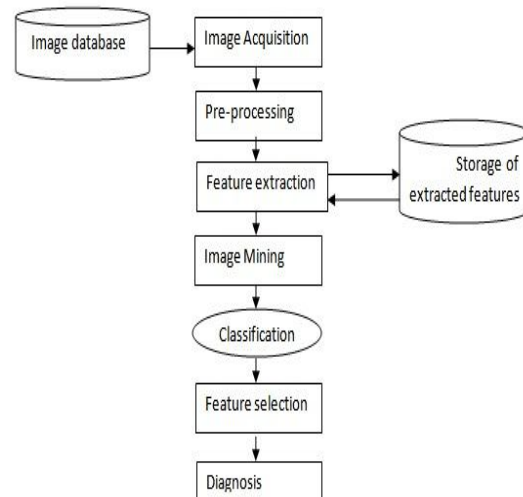 Image database
Image Acquisition
Pre-processing
Feature extraction
Storage of
extracted features
Image Mining
Classification
Feature selection
Diagnosis